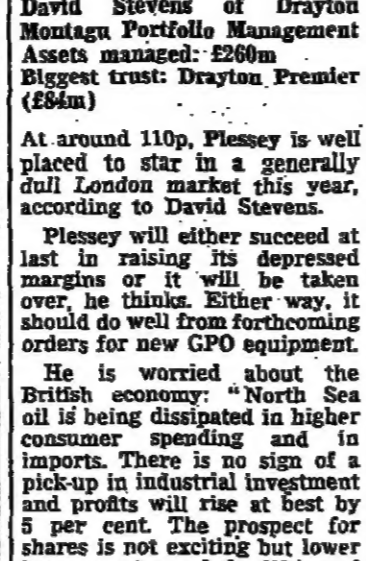 David Stevens of Drayton
Montagu Portfolio Management
Assets managed: £260m
Biggest trust: Drayton Premier
(£84m)
At around 110p, Plessey is well
placed to star in a generally
dull London market this year,
according to David Stevens.
Plessey will either succeed at
last in raising its depressed
margins or it will be taken
over, he thinks. Either way, it
should do well from forthcoming
orders for new GPO equipment.
He is worried about the
British economy: "North Sea
oil is being dissipated in higher
consumer spending and in
imports. There is no sign of a
pick-up in industrial investment
and profits will rise at best by
5 per cent. The prospect for
shares is not exciting but lower